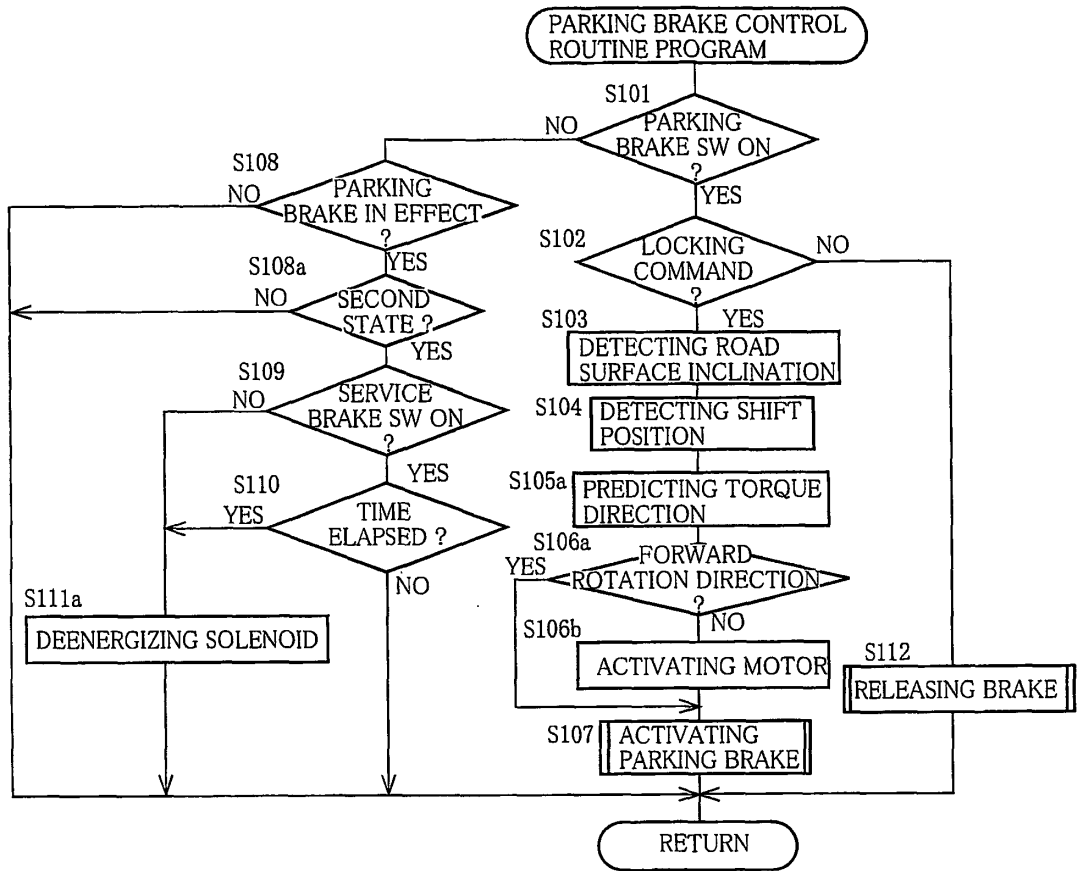 PARKING BRAKE CONTROL
ROUTINE PROGRAM
S101
NO
PARKING
BRAKE SW ON
?
YES
S108
NO
PARKING
BRAKE IN EFFECT
?
YES
S102
LOCKING
COMMAND
?
NO
YES
S108a
NO
SECOND
STATE ?
YES
S103
DETECTING ROAD
SURFACE INCLINATION
S109
NO
SERVICE
BRAKE SW ON
?
YES
S104
DETECTING SHIFT
POSITION
S110
YES
TIME
ELAPSED ?
NO
S105a
PREDICTING TORQUE
DIRECTION
S106a
YES
FORWARD
ROTATION DIRECTION
?
NO
S111a
DEENERGIZING SOLENOID
S106b
ACTIVATING MOTOR
S112
RELEASING BRAKE
S107
ACTIVATING
PARKING BRAKE
RETURN